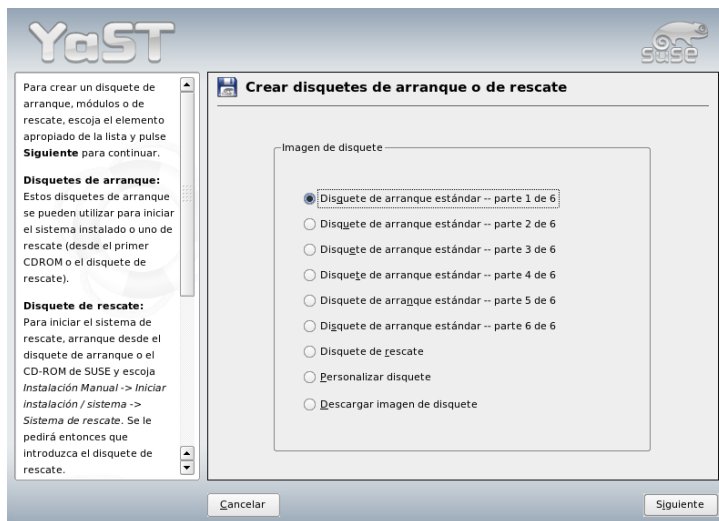 YaST
SUSE
Para crear un disquete de
arranque, módulos o de
rescate, escoja el elemento
apropiado de la lista y pulse
Siguiente para continuar.
Disquetes de arranque:
Estos disquetes de arranque
se pueden utilizar para iniciar
el sistema instalado o uno de
rescate (desde el primer
CDROM o el disquete de
rescate).
Disquete de rescate:
Para iniciar el sistema de
rescate, arranque desde el
disquete de arranque o el
CD-ROM de SUSE y escoja
Instalación Manual -> Iniciar
instalación / sistema ->
Sistema de rescate. Se le
pedirá entonces que
introduzca el disquete de
rescate.
Crear disquetes de arranque o de rescate
Imagen de disquete
Disquete de arranque estándar -- parte 1 de 6
Disquete de arranque estándar -- parte 2 de 6
Disquete de arranque estándar -- parte 3 de 6
Disquete de arranque estándar -- parte 4 de 6
Disquete de arranque estándar -- parte 5 de 6
Disquete de arranque estándar -- parte 6 de 6
Disquete de rescate
Personalizar disquete
Descargar imagen de disquete
Cancelar
Siguiente